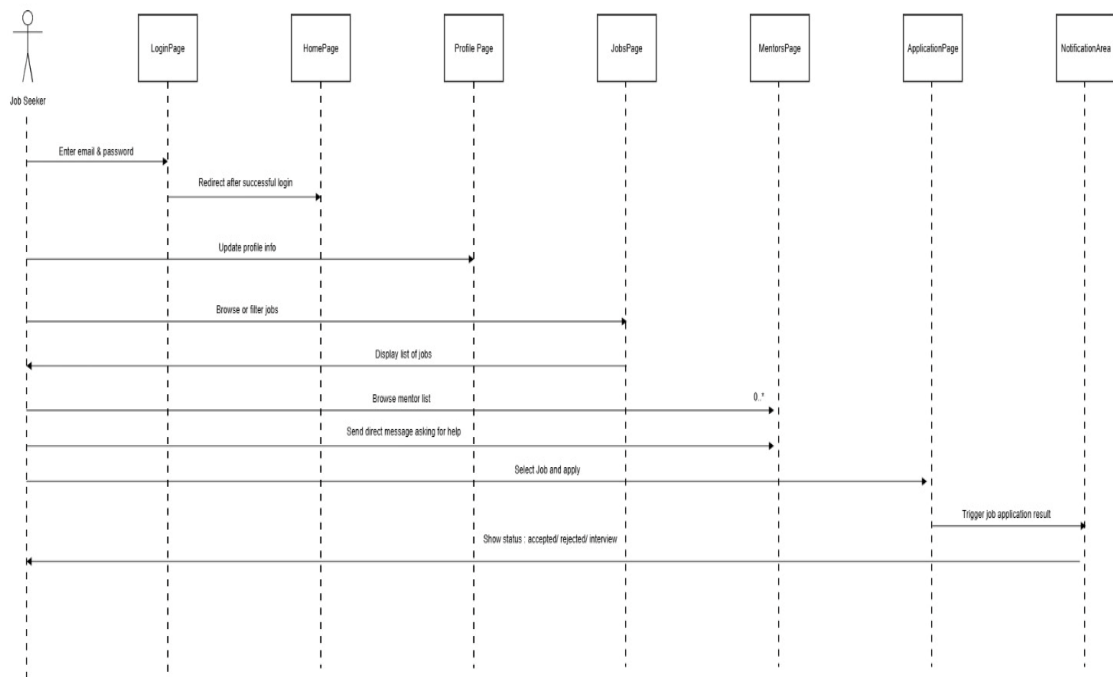 LoginPage
HomePage
Profile Page
JobsPage
MentorsPage
ApplicationPage
NotificationArea
Job Seeker
Enter email & password
Redirect after successful login
Update profile info
Browse or filter jobs
Display list of jobs
Browse mentor list
0..*
Send direct message asking for help
Select Job and apply
Trigger job application result
Show status : accepted/ rejected/ interview